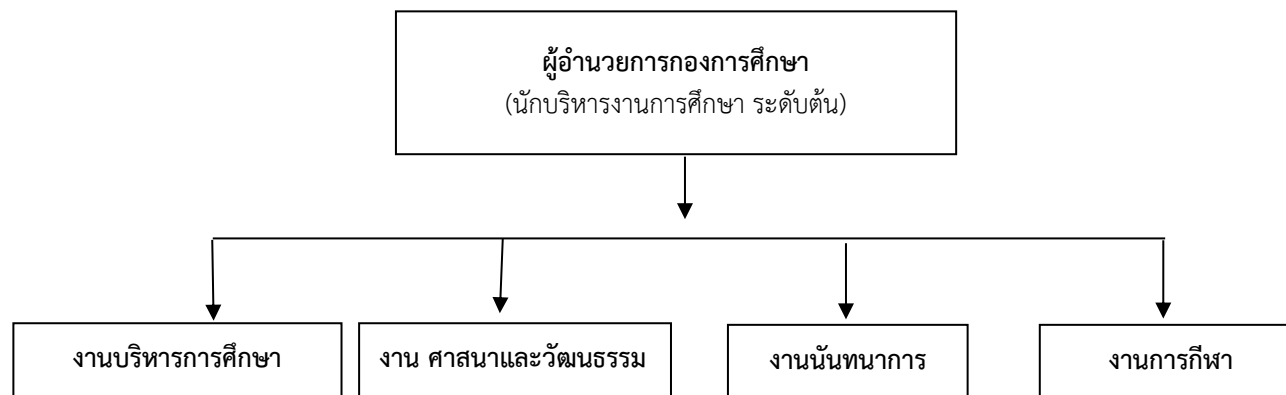 ผู้อำนวยการกองการศึกษา
(นักบริหารงานการศึกษา ระดับต้น)
งานบริหารการศึกษา
งาน ศาสนาและวัฒนธรรม
งานนันทนาการ
งานการกีฬา